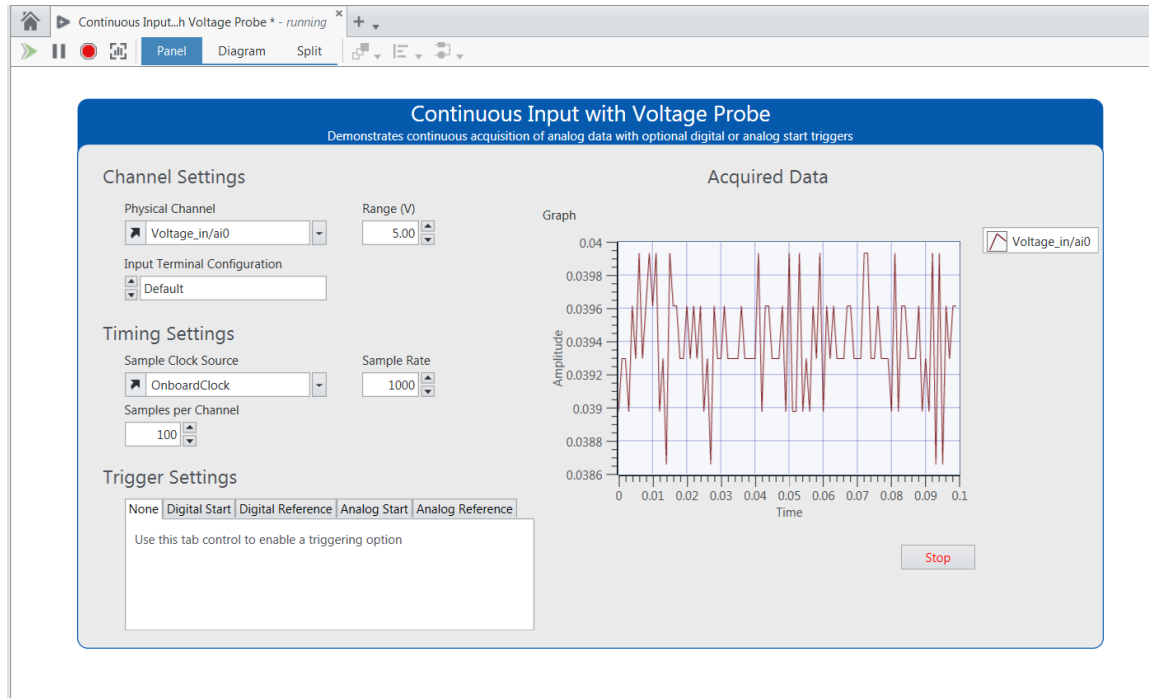 Continuous Input...h Voltage Probe * - running
Panel Diagram Split
Continuous Input with Voltage Probe
Demonstrates continuous acquisition of analog data with optional digital or analog start triggers
Channel Settings
Physical Channel
Range (V)
Voltage_in/ai0
5.00
Input Terminal Configuration
Default
Timing Settings
Sample Clock Source
Sample Rate
OnboardClock
1000
Samples per Channel
100
Trigger Settings
None Digital Start Digital Reference Analog Start Analog Reference
Use this tab control to enable a triggering option
Acquired Data
Graph
Voltage_in/ai0
Amplitude
0.04
0.0398
0.0396
0.0394
0.0392
0.039
0.0388
0.0386
0 0.01 0.02 0.03 0.04 0.05 0.06 0.07 0.08 0.09 0.1
Time
Stop